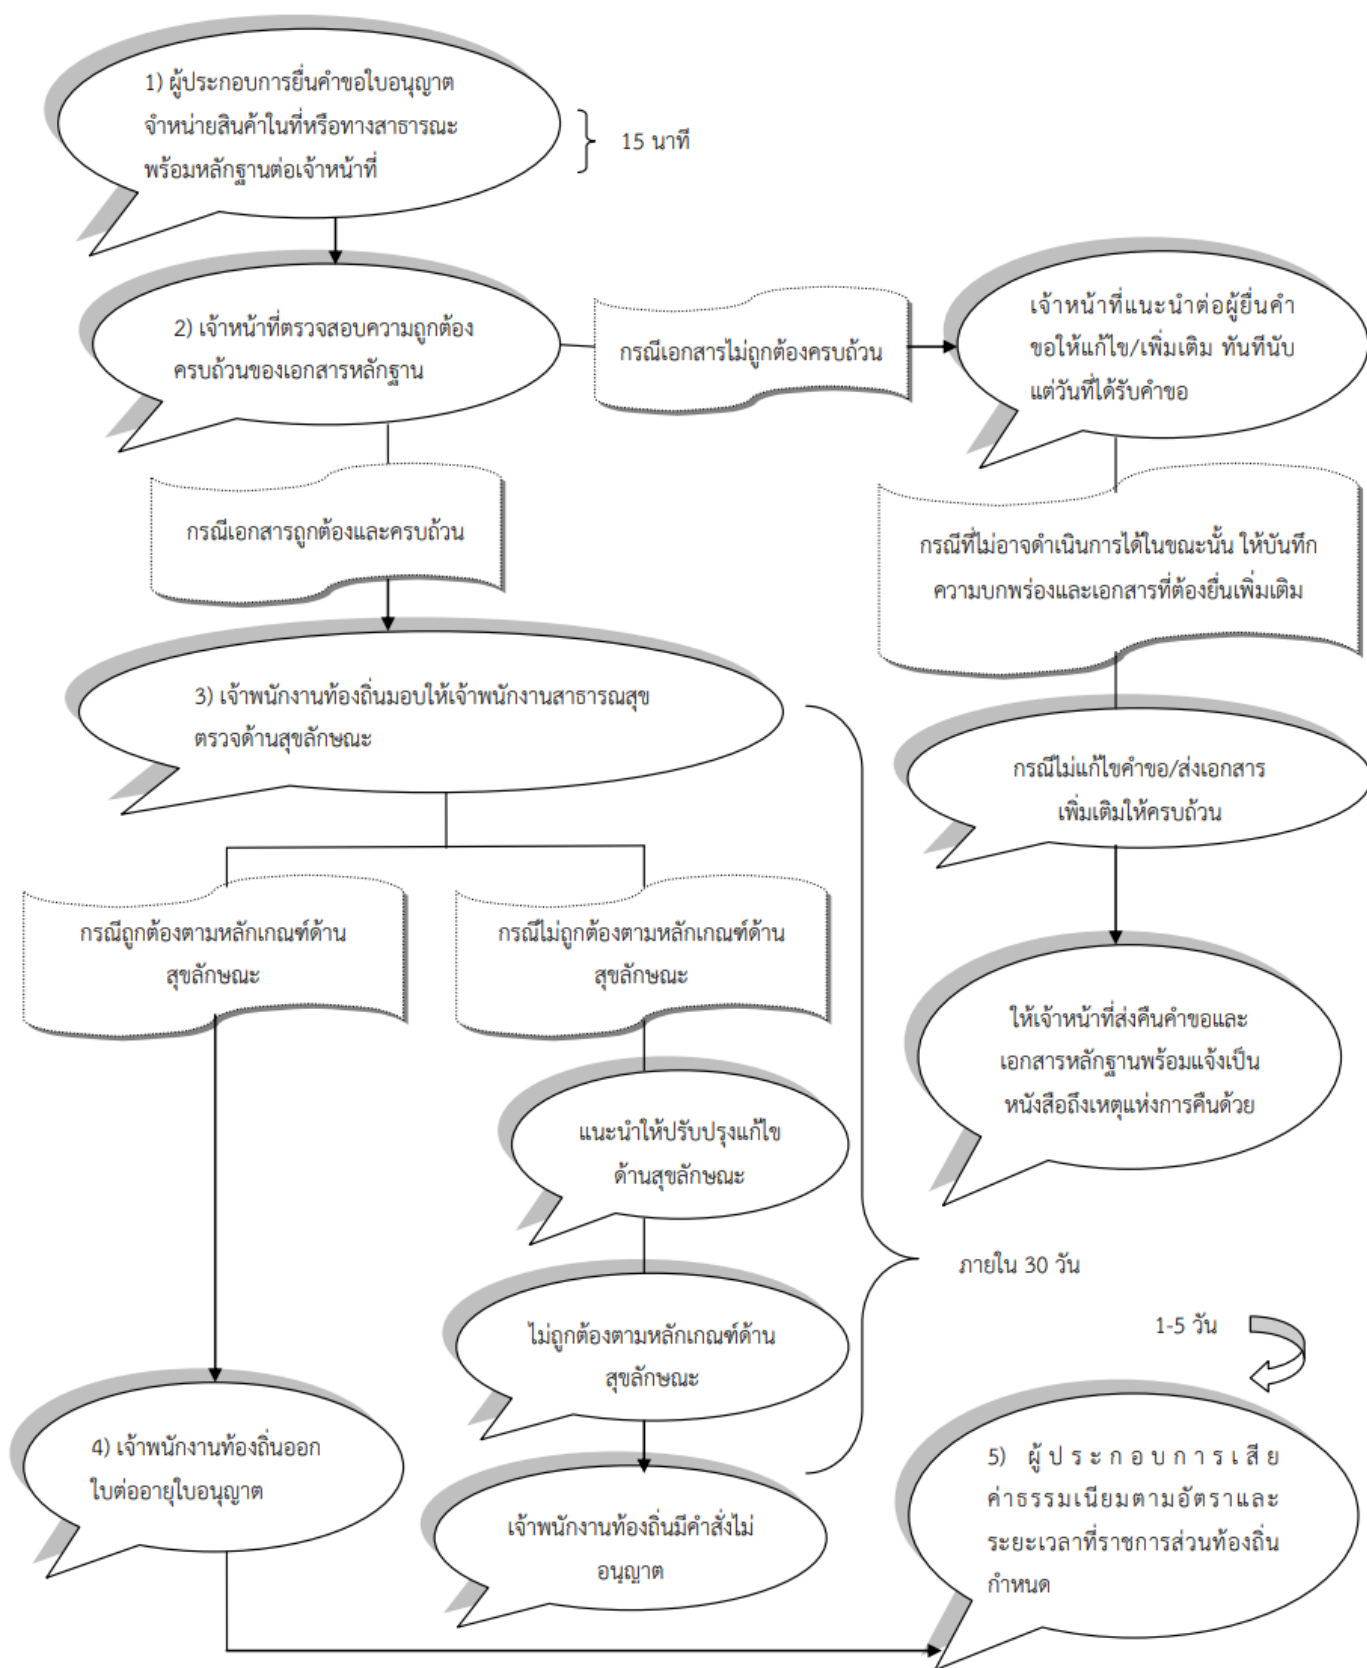 1) ผู้ประกอบการยื่นคำขอใบอนุญาต
จำหน่ายสินค้าในที่หรือทางสาธารณะ
พร้อมหลักฐานต่อเจ้าหน้าที่
15 นาที
2) เจ้าหน้าที่ตรวจสอบความถูกต้อง
ครบถ้วนของเอกสารหลักฐาน
กรณีเอกสารไม่ถูกต้องครบถ้วน
เจ้าหน้าที่แนะนำต่อผู้ยื่นคำ
ขอให้แก้ไข/เพิ่มเติม ทันทีนับ
แต่วันที่ได้รับคำขอ
กรณีเอกสารถูกต้องและครบถ้วน
กรณีที่ไม่อาจดำเนินการได้ในขณะนั้น ให้บันทึก
ความบกพร่องและเอกสารที่ต้องยื่นเพิ่มเติม
3) เจ้าพนักงานท้องถิ่นมอบให้เจ้าพนักงานสาธารณสุข
ตรวจด้านสุขลักษณะ
กรณีไม่แก้ไขคำขอ/ส่งเอกสาร
เพิ่มเติมให้ครบถ้วน
กรณีถูกต้องตามหลักเกณฑ์ด้าน
สุขลักษณะ
กรณีไม่ถูกต้องตามหลักเกณฑ์ด้าน
สุขลักษณะ
ให้เจ้าหน้าที่ส่งคืนคำขอและ
เอกสารหลักฐานพร้อมแจ้งเป็น
หนังสือถึงเหตุแห่งการคืนด้วย
แนะนำให้ปรับปรุงแก้ไข
ด้านสุขลักษณะ
ภายใน 30 วัน
ไม่ถูกต้องตามหลักเกณฑ์ด้าน
สุขลักษณะ
1-5 วัน
4) เจ้าพนักงานท้องถิ่นออก
ใบต่ออายุใบอนุญาต
เจ้าพนักงานท้องถิ่นมีคำสั่งไม่
อนุญาต
5) ผู้ประกอบการเสีย
ค่าธรรมเนียมตามอัตราและ
ระยะเวลาที่ราชการส่วนท้องถิ่น
กำหนด